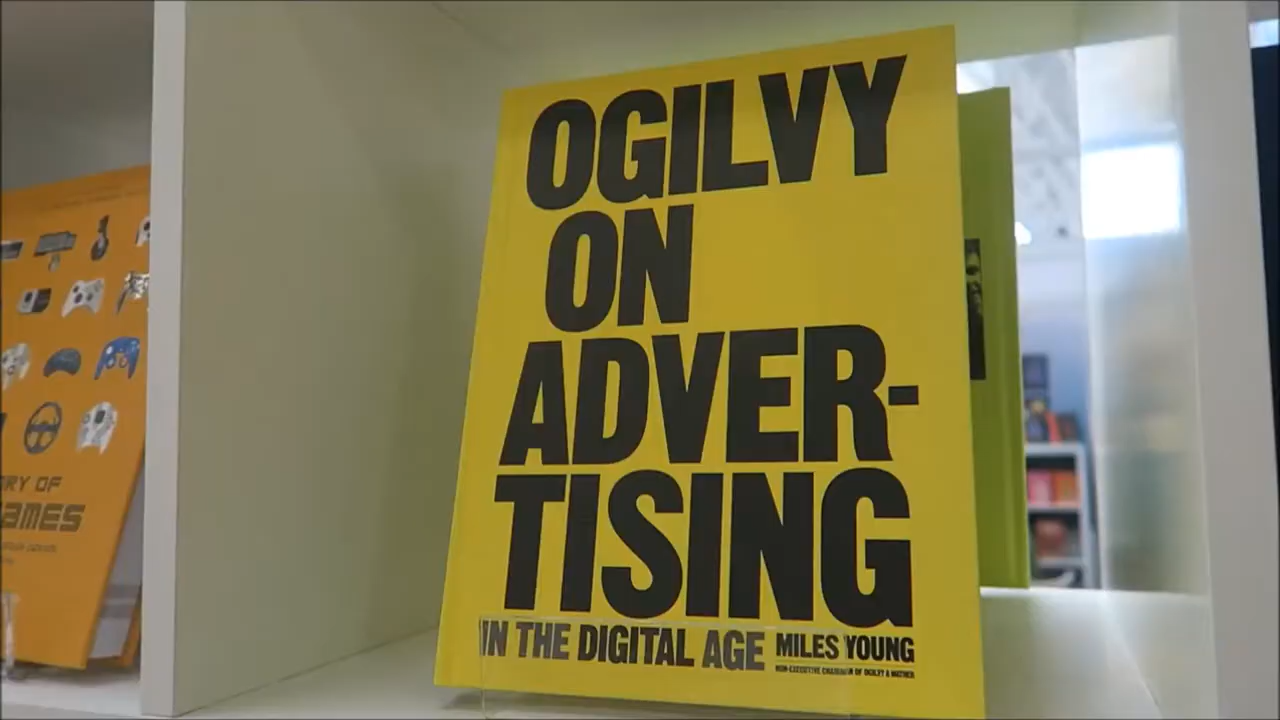 OGILVY
ON
ADVER-
TISING
IN THE DIGITAL AGE
MILES YOUNG
NON-EXECUTIVE CHAIRMAN OF OGILVY & MATHER
RY OF
AMES